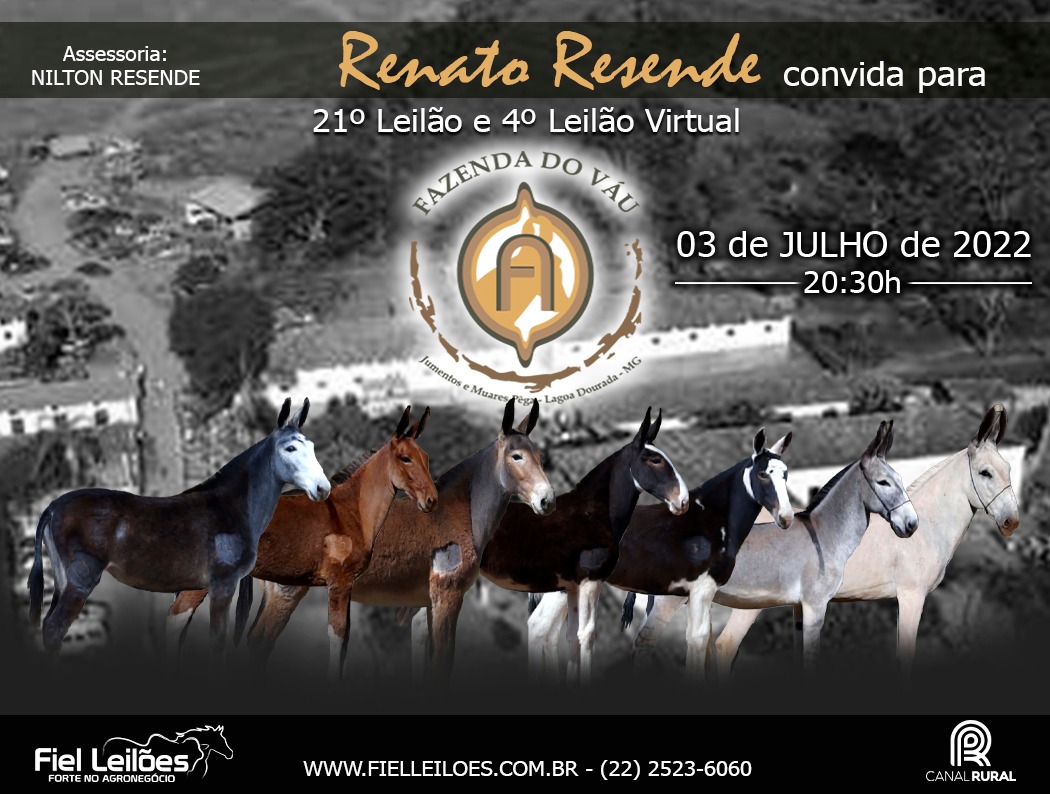 Assessoria:
NILTON RESENDE
Renato Resende convida para
21º Leilão e 4º Leilão Virtual
FAZENDA DO VÁU
A
03 de JULHO de 2022
20:30h
Jumentos e Muares Pêga - Lagoa Dourada - MG
Fiel Leilões
FORTE NO AGRONEGÓCIO
WWW.FIELLEILOES.COM.BR - (22) 2523-6060
CANAL RURAL